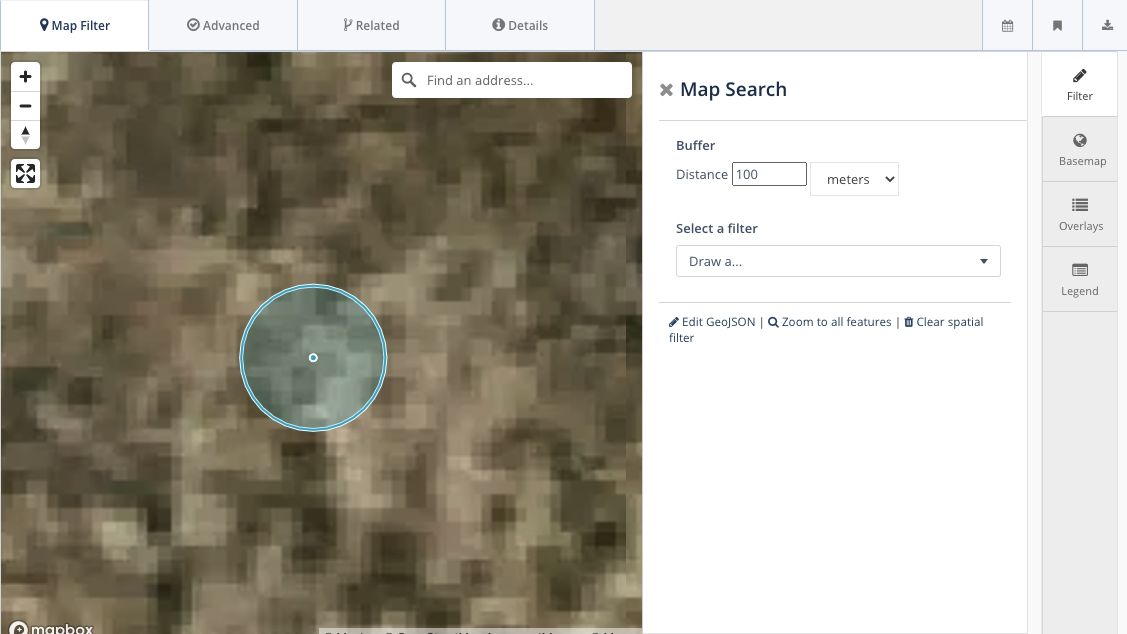 Map Filter
Advanced
Related
Details
Find an address...
Map Search
Buffer
Distance 100 meters
Select a filter
Draw a...
Edit GeoJSON | Zoom to all features | Clear spatial
filter
Filter
Basemap
Overlays
Legend
mapbox